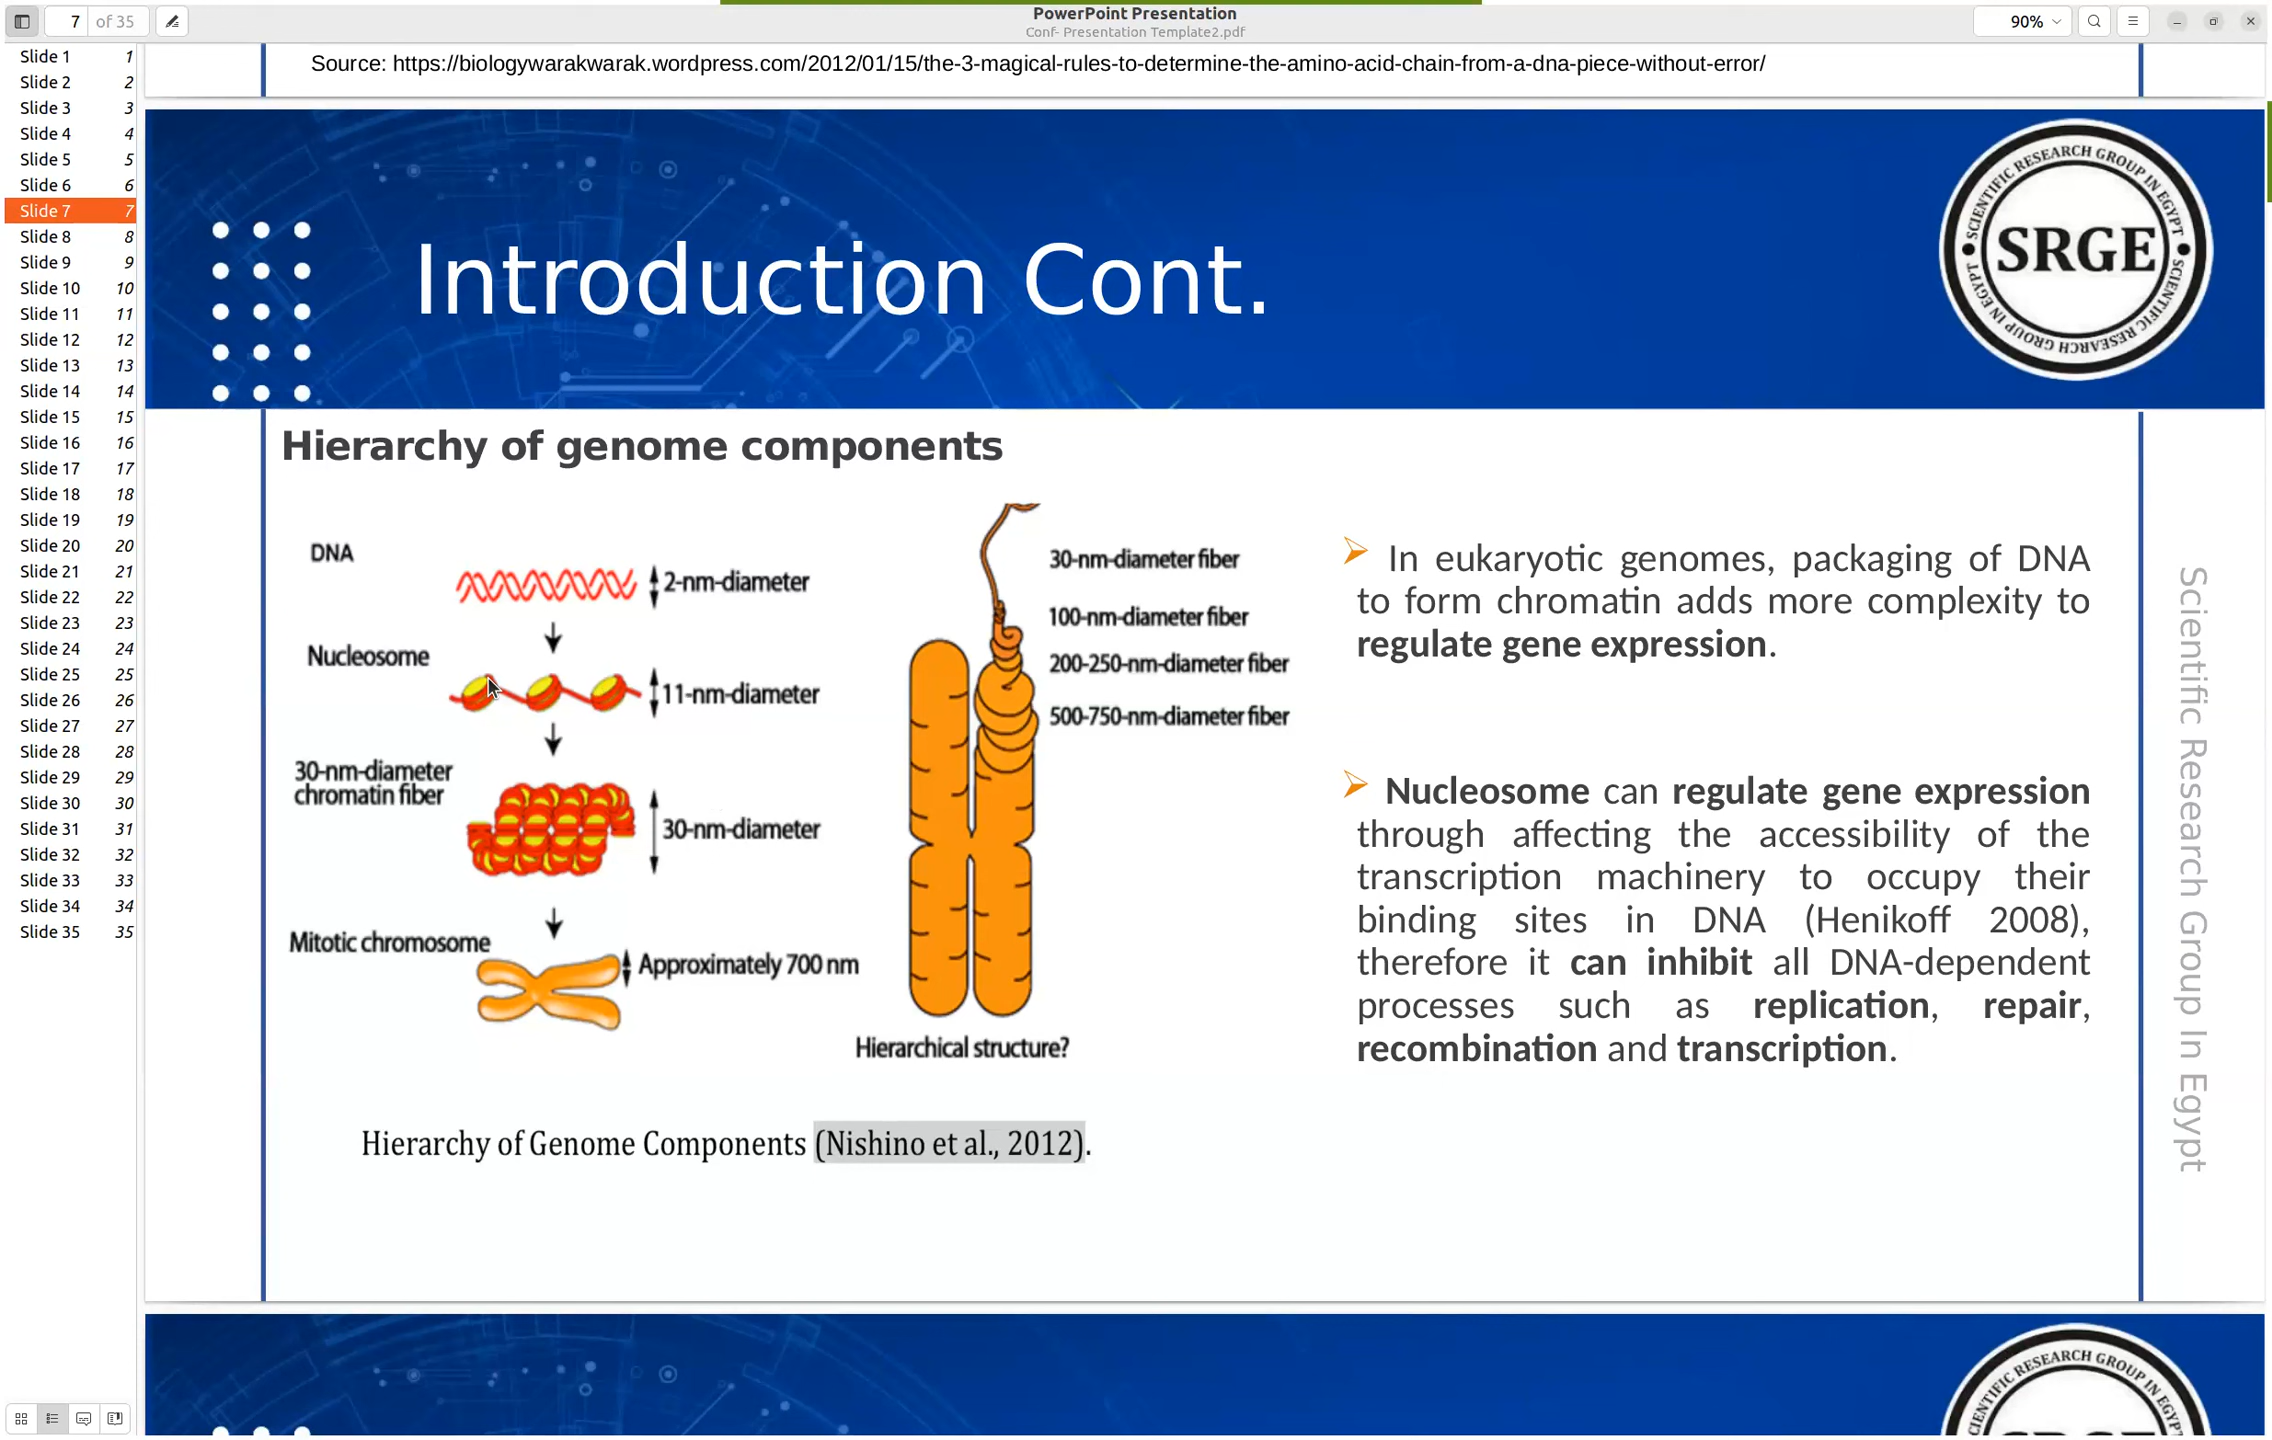 7 of 35
PowerPoint Presentation
Conf- Presentation Template2.pdf
90%
Slide 1 1
Slide 2 2
Slide 3 3
Slide 4 4
Slide 5 5
Slide 6 6
Slide 7 7
Slide 8 8
Slide 9 9
Slide 10 10
Slide 11 11
Slide 12 12
Slide 13 13
Slide 14 14
Slide 15 15
Slide 16 16
Slide 17 17
Slide 18 18
Slide 19 19
Slide 20 20
Slide 21 21
Slide 22 22
Slide 23 23
Slide 24 24
Slide 25 25
Slide 26 26
Slide 27 27
Slide 28 28
Slide 29 29
Slide 30 30
Slide 31 31
Slide 32 32
Slide 33 33
Slide 34 34
Slide 35 35
Source: https://biologywarakwarak.wordpress.com/2012/01/15/the-3-magical-rules-to-determine-the-amino-acid-chain-from-a-dna-piece-without-error/
Introduction Cont.
SCIENTIFIC RESEARCH GROUP IN EGYPT
SRGE
SCIENTIFIC RESEARCH GROUP IN EGYPT
Hierarchy of genome components
DNA
2-nm-diameter
Nucleosome
11-nm-diameter
30-nm-diameter
chromatin fiber
30-nm-diameter
Mitotic chromosome
Approximately 700 nm
30-nm-diameter fiber
100-nm-diameter fiber
200-250-nm-diameter fiber
500-750-nm-diameter fiber
Hierarchical structure?
Hierarchy of Genome Components (Nishino et al., 2012).
In eukaryotic genomes, packaging of DNA
to form chromatin adds more complexity to
regulate gene expression.
Nucleosome can regulate gene expression
through affecting the accessibility of the
transcription machinery to occupy their
binding sites in DNA (Henikoff 2008),
therefore it can inhibit all DNA-dependent
processes such as replication, repair,
recombination and transcription.
Scientific Research Group In Egypt
SCIENTIFIC RESEARCH GROUP IN EGYPT